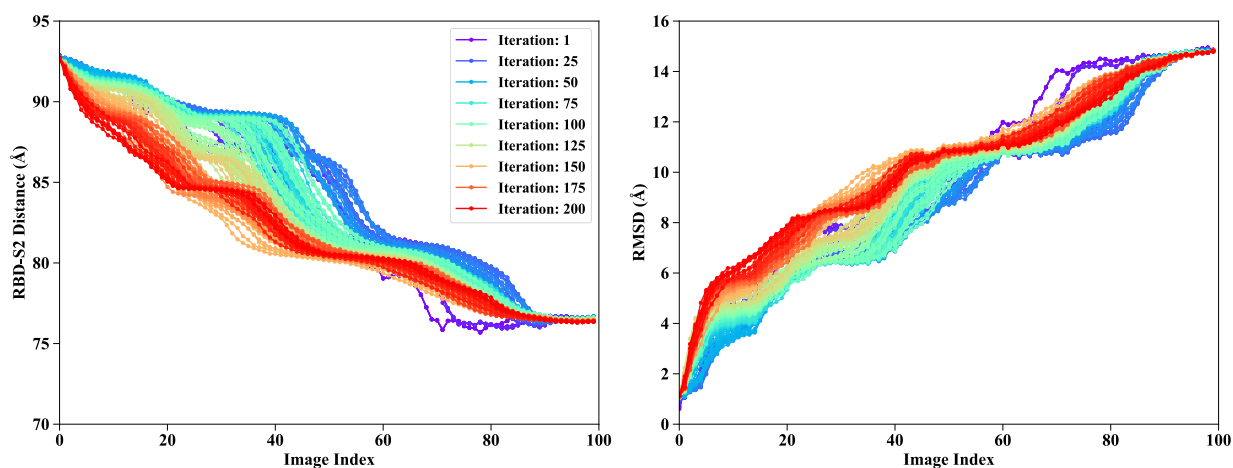 95
90
85
80
75
70
RBD-S2 Distance (Å)
0
20
40
60
80
100
Image Index
Iteration: 1
Iteration: 25
Iteration: 50
Iteration: 75
Iteration: 100
Iteration: 125
Iteration: 150
Iteration: 175
Iteration: 200
16
14
12
10
8
6
4
2
0
RMSD (Å)
0
20
40
60
80
100
Image Index